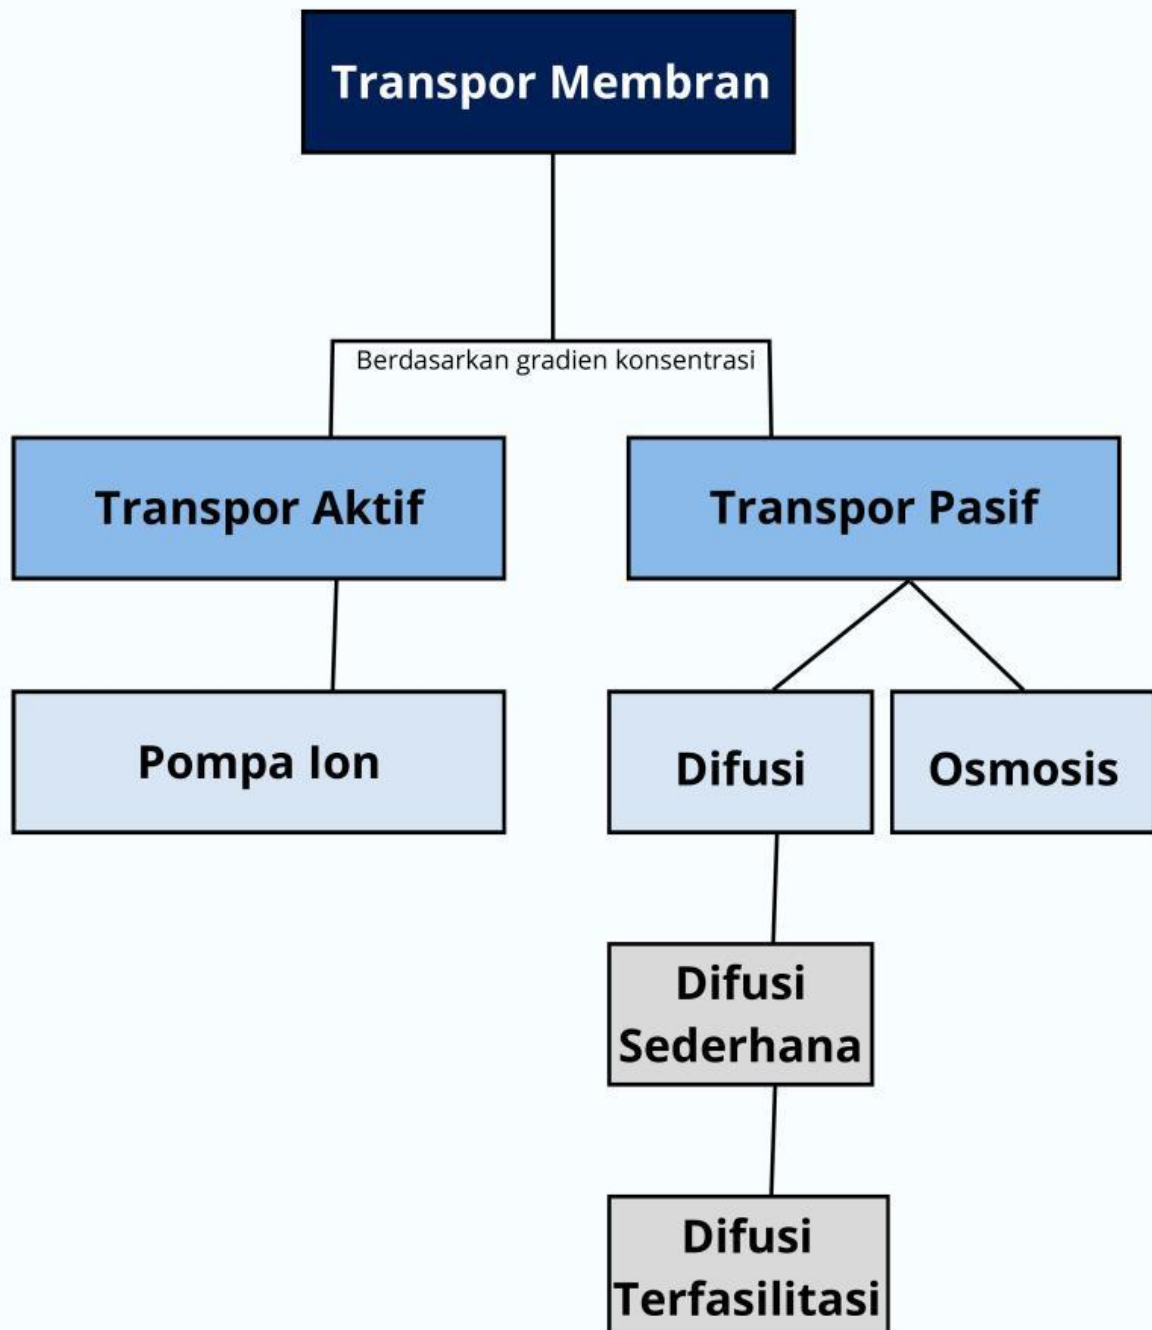 Transpor Membran
Berdasarkan gradien konsentrasi
Transpor Aktif
Transpor Pasif
Pompa Ion
Difusi
Osmosis
Difusi
Sederhana
Difusi
Terfasilitasi